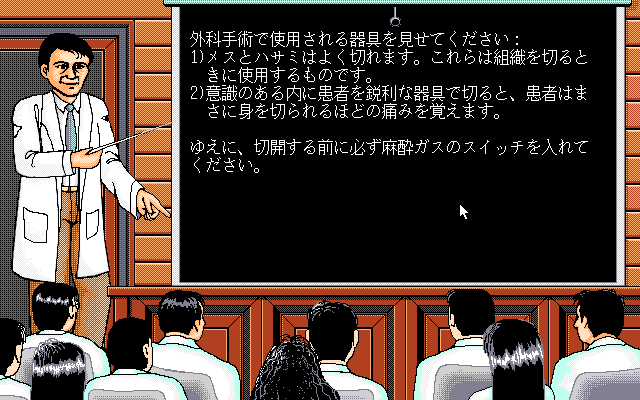 外科手術で使用される器具を見せてください：
1)メスとハサミはよく切れます。これらは組織を切ると
きに使用するものです。
2)意識のある内に患者を鋭利な器具で切ると、患者はま
さに身を切られるほどの痛みを覚えます。
ゆえに、切開する前に必ず麻酔ガスのスイッチを入れて
ください。